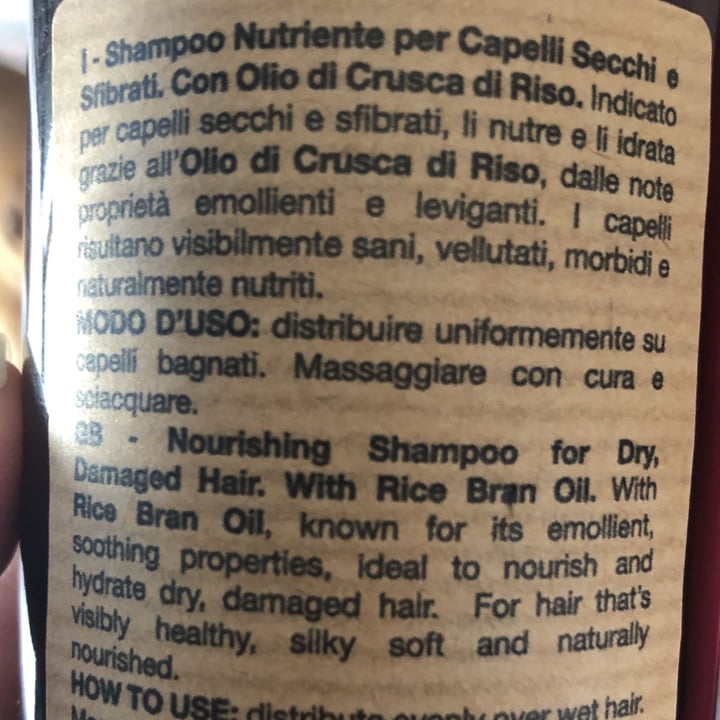 I - Shampoo Nutriente per Capelli Secchi e
Sfibrati. Con Olio di Crusca di Riso. Indicato
per capelli secchi e sfibrati, li nutre e li idrata
grazie all'Olio di Crusca di Riso, dalle note
proprietà emollienti e leviganti. I capelli
risultano visibilmente sani, vellutati, morbidi e
naturalmente nutriti.
MODO D'USO: distribuire uniformemente su
capelli bagnati. Massaggiare con cura e
sciacquare.
GB - Nourishing Shampoo for Dry,
Damaged Hair. With Rice Bran Oil. With
Rice Bran Oil, known for its emollient,
soothing properties, ideal to nourish and
hydrate dry, damaged hair. For hair that's
visibly healthy, silky soft and naturally
nourished.
HOW TO USE: distribute evenly over wet hair.